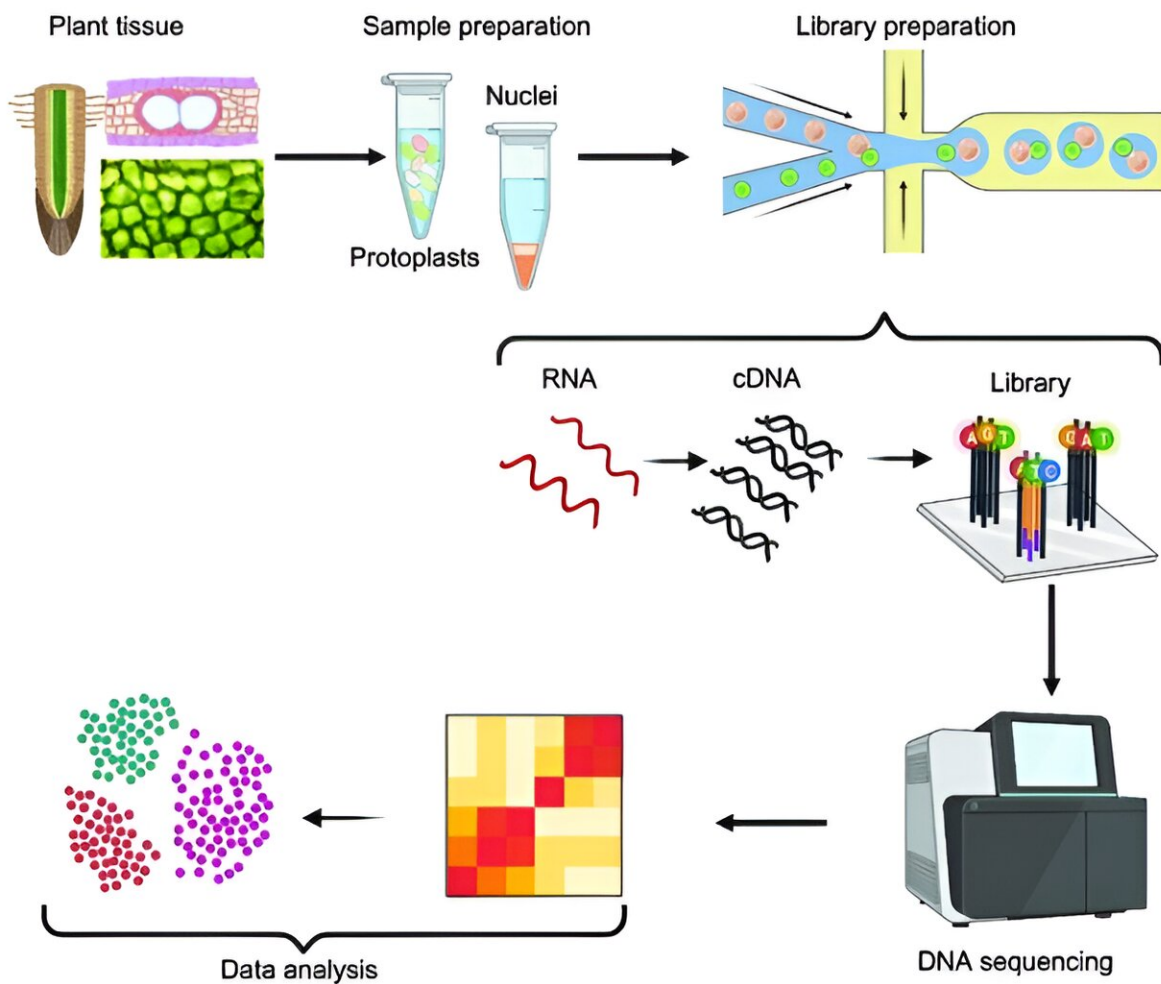 Plant tissue
Sample preparation
Library preparation
Nuclei
Protoplasts
RNA
cDNA
Library
A
T
G A T
A T
Data analysis
DNA sequencing